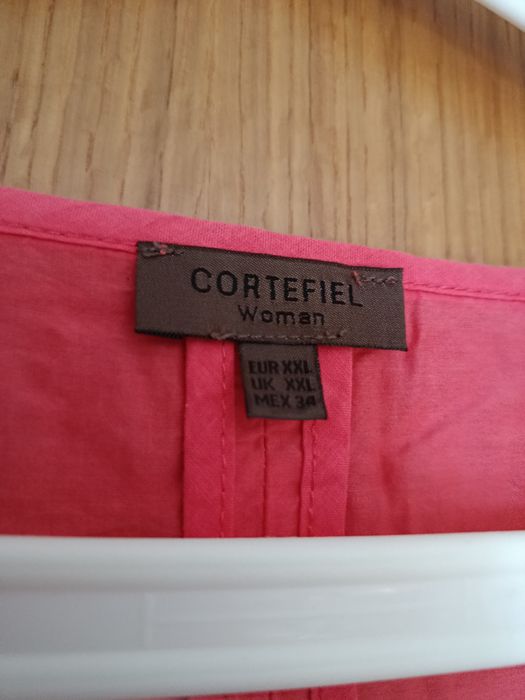 CORTEFIEL
Woman
EUR XXL
UK XXL
MEX 34